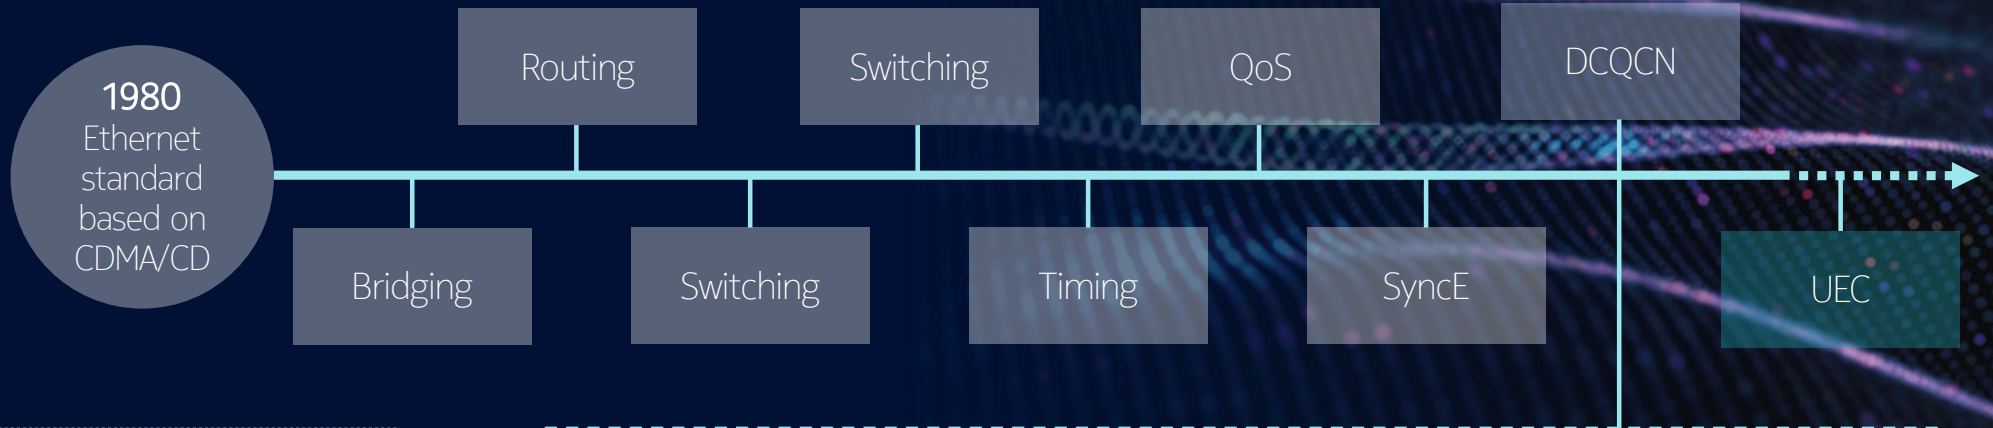 1980
Ethernet
standard
based on
CDMA/CD
Bridging
Routing
Switching
Switching
Timing
QoS
SyncE
DCQCN
UEC